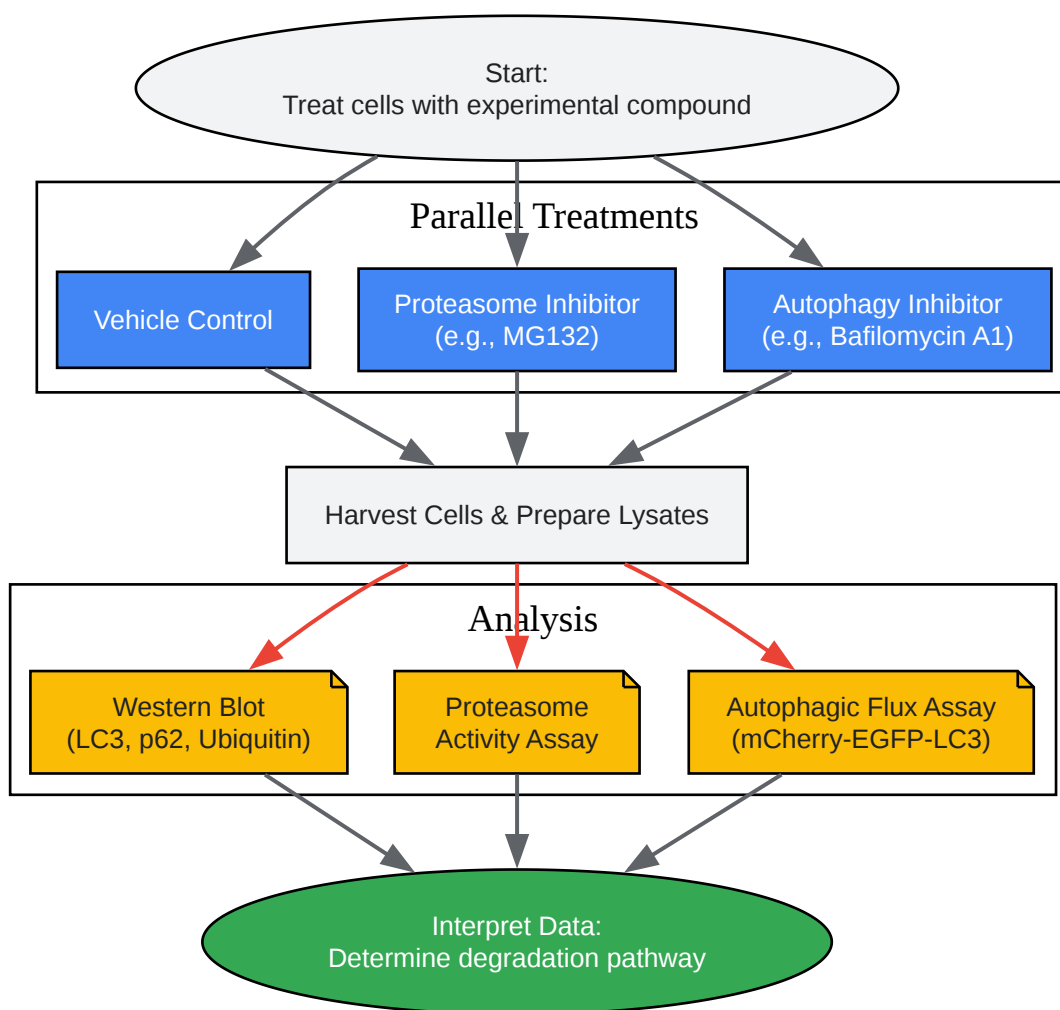 Start:
Treat cells with experimental compound
Parallel Treatments
Vehicle Control
Proteasome Inhibitor
(e.g., MG132)
Autophagy Inhibitor
(e.g., Bafilomycin A1)
Harvest Cells & Prepare Lysates
Analysis
Western Blot
(LC3, p62, Ubiquitin)
Proteasome
Activity Assay
Autophagic Flux Assay
(mCherry-EGFP-LC3)
Interpret Data:
Determine degradation pathway